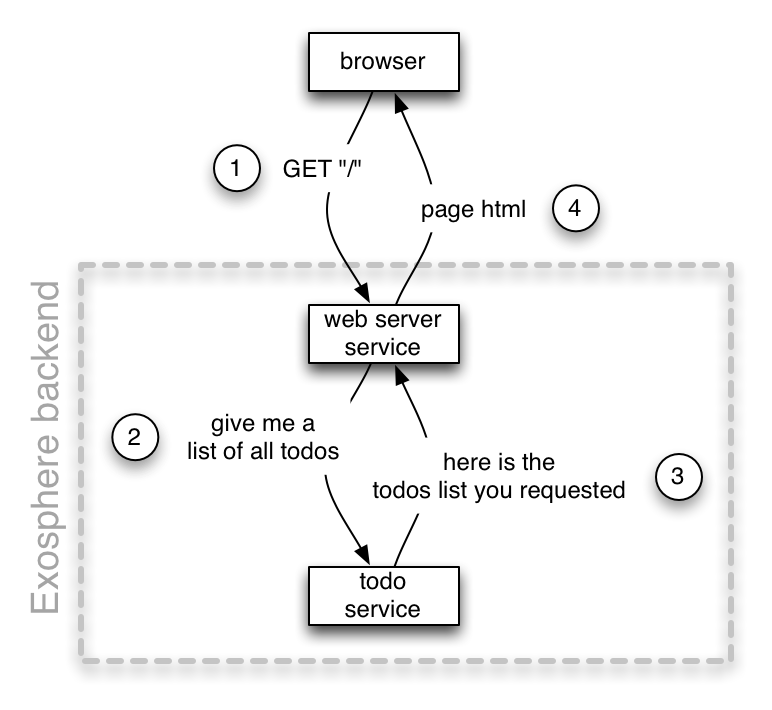 browser
1
GET "/"
page html
4
web server
service
Exosphere backend
2
give me a
list of all todos
here is the
todos list you requested
3
todo
service